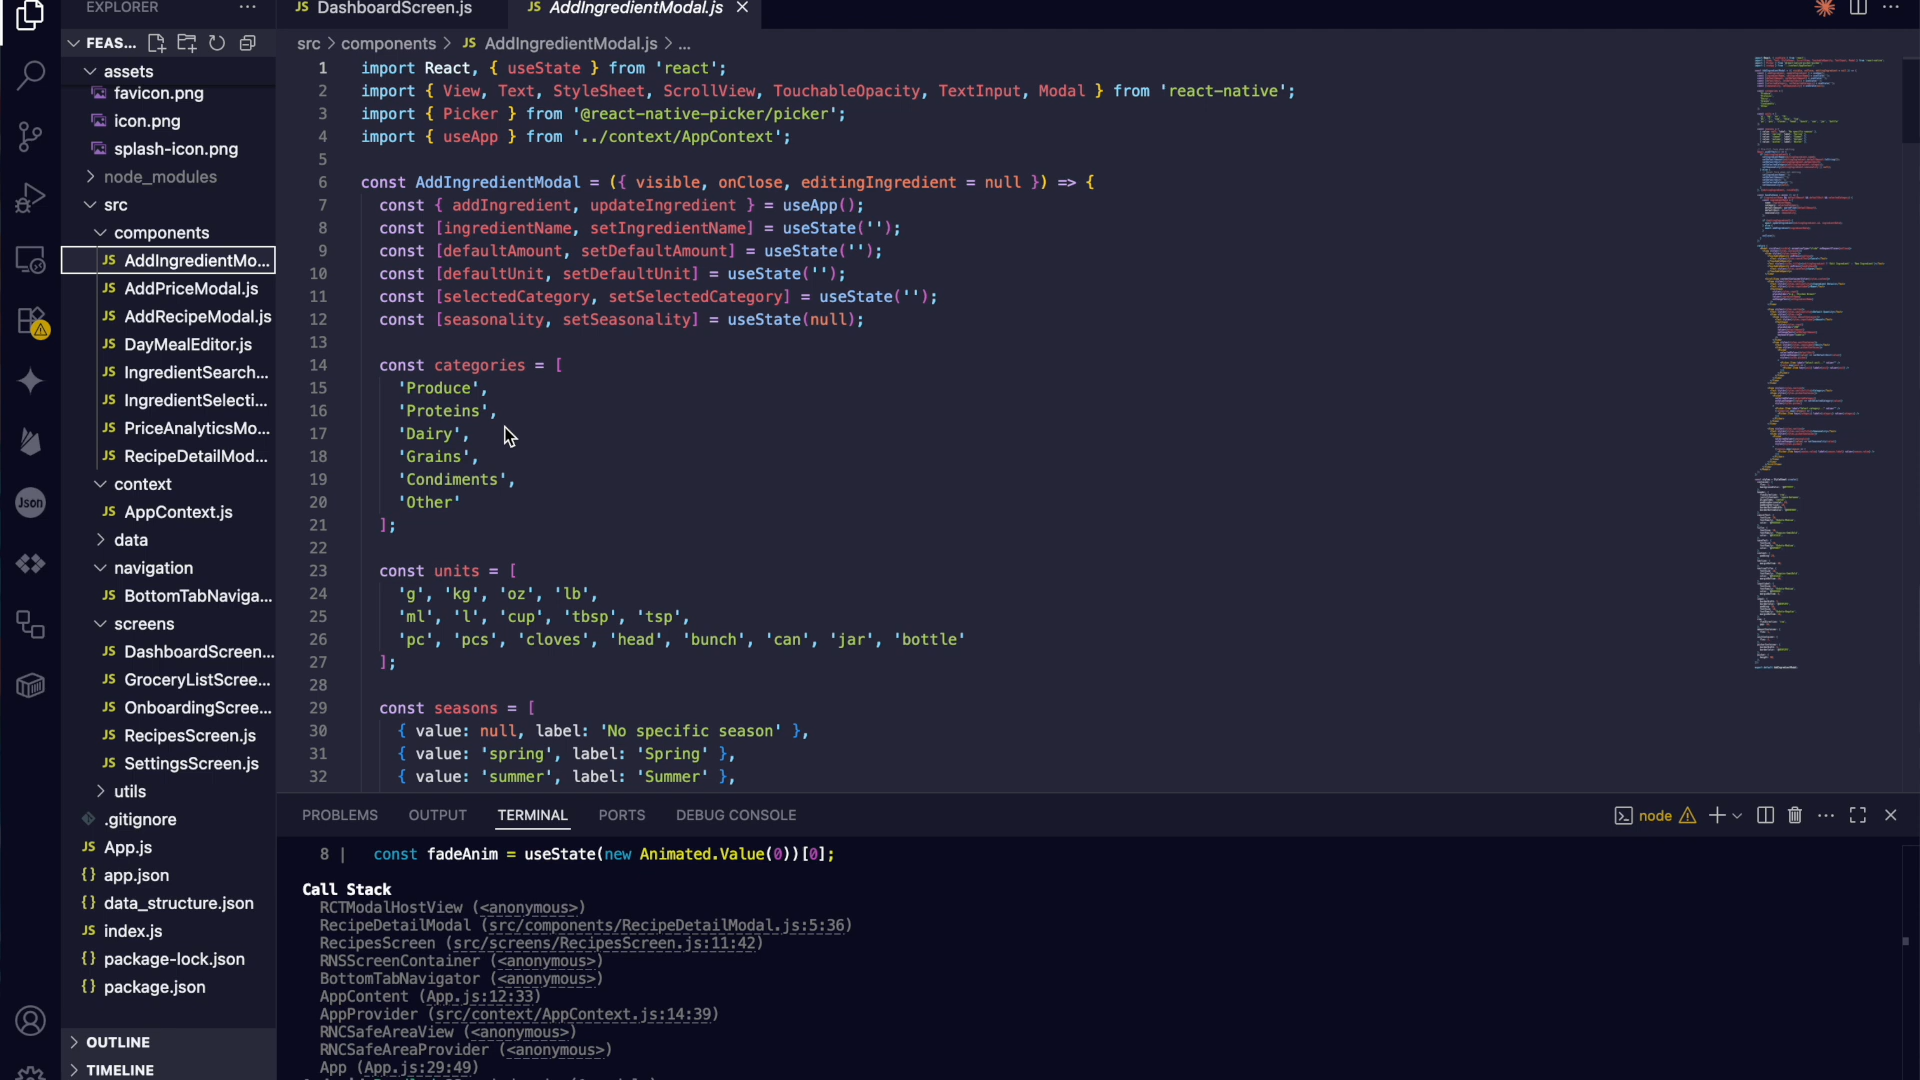 EXPLORER
FEAS...
assets
favicon.png
icon.png
splash-icon.png
node_modules
src
components
AddIngredientMo...
AddPriceModal.js
AddRecipeModal.js
DayMealEditor.js
IngredientSearch...
IngredientSelecti...
PriceAnalyticsMo...
RecipeDetailMod...
context
AppContext.js
data
navigation
BottomTabNaviga...
screens
DashboardScreen...
GroceryListScree...
OnboardingScree...
RecipesScreen.js
SettingsScreen.js
utils
.gitignore
App.js
app.json
data_structure.json
index.js
package-lock.json
package.json
OUTLINE
TIMELINE
JS DashboardScreen.js
JS AddIngredientModal.js
src > components > JS AddIngredientModal.js > ...
1 import React, { useState } from 'react';
2 import { View, Text, StyleSheet, ScrollView, TouchableOpacity, TextInput, Modal } from 'react-native';
3 import { Picker } from '@react-native-picker/picker';
4 import { useApp } from '../context/AppContext';
5
6 const AddIngredientModal = ({ visible, onClose, editingIngredient = null }) => {
7 const { addIngredient, updateIngredient } = useApp();
8 const [ingredientName, setIngredientName] = useState('');
9 const [defaultAmount, setDefaultAmount] = useState('');
10 const [defaultUnit, setDefaultUnit] = useState('');
11 const [selectedCategory, setSelectedCategory] = useState('');
12 const [seasonality, setSeasonality] = useState(null);
13
14 const categories = [
15 'Produce',
16 'Proteins',
17 'Dairy',
18 'Grains',
19 'Condiments',
20 'Other'
21 ];
22
23 const units = [
24 'g', 'kg', 'oz', 'lb',
25 'ml', 'l', 'cup', 'tbsp', 'tsp',
26 'pc', 'pcs', 'cloves', 'head', 'bunch', 'can', 'jar', 'bottle'
27 ];
28
29 const seasons = [
30 { value: null, label: 'No specific season' },
31 { value: 'spring', label: 'Spring' },
32 { value: 'summer', label: 'Summer' },
PROBLEMS OUTPUT TERMINAL PORTS DEBUG CONSOLE
node
8 | const fadeAnim = useState(new Animated.Value(0))[0];
Call Stack
RCTModalHostView (<anonymous>)
RecipeDetailModal (src/components/RecipeDetailModal.js:5:36)
RecipesScreen (src/screens/RecipesScreen.js:11:42)
RNSScreenContainer (<anonymous>)
BottomTabNavigator (<anonymous>)
AppContent (App.js:12:33)
AppProvider (src/context/AppContext.js:14:39)
RNCSafeAreaView (<anonymous>)
RNCSafeAreaProvider (<anonymous>)
App (App.js:29:49)